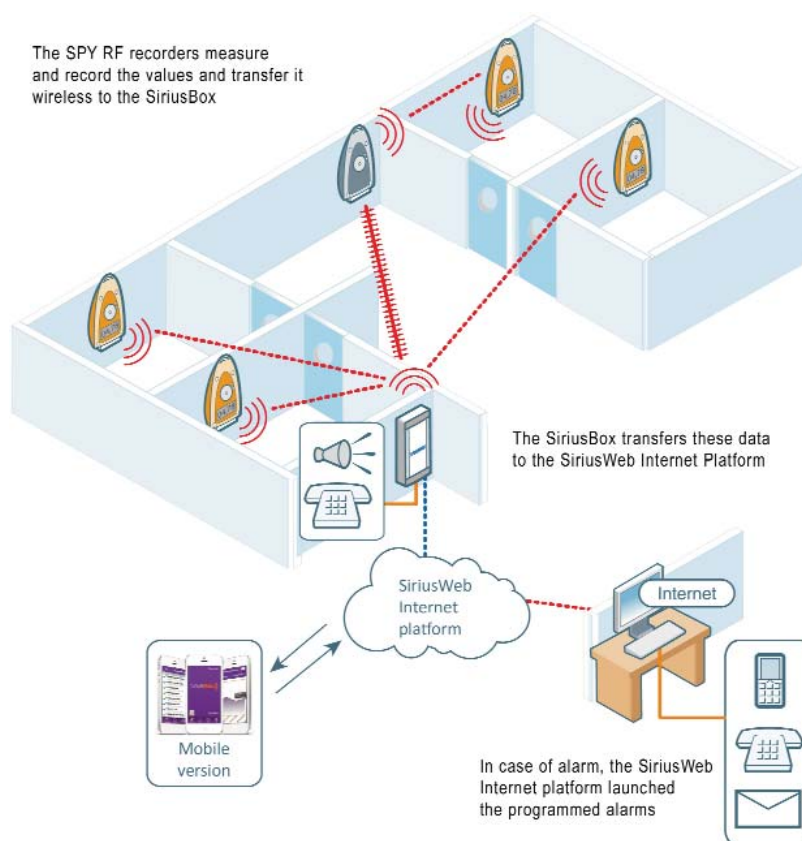 The SPY RF recorders measure
and record the values and transfer it
wireless to the SiriusBox
The SiriusBox transfers these data
to the SiriusWeb Internet Platform
SiriusWeb
Internet
platform
Internet
Mobile
version
In case of alarm, the SiriusWeb
Internet platform launched
the programmed alarms